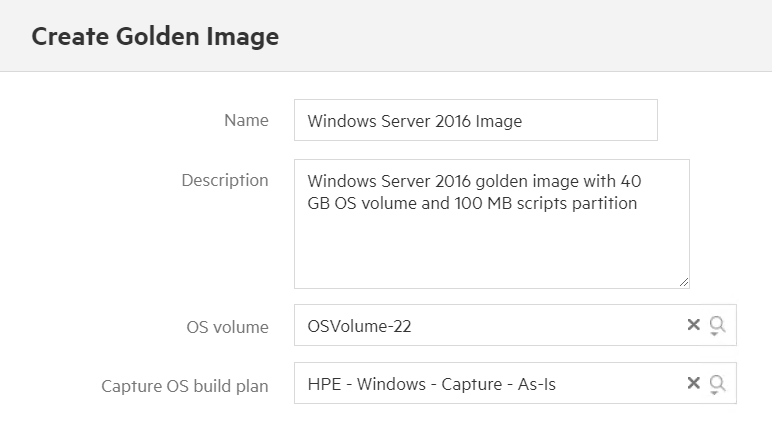 Create Golden Image
Name
Windows Server 2016 Image
Description
Windows Server 2016 golden image with 40
GB OS volume and 100 MB scripts partition
OS volume
OSVolume-22
Capture OS build plan
HPE - Windows - Capture - As-Is